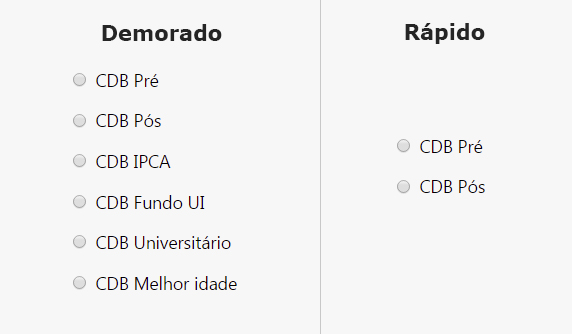 Demorado
CDB Pré
CDB Pós
CDB IPCA
CDB Fundo UI
CDB Universitário
CDB Melhor idade
Rápido
CDB Pré
CDB Pós